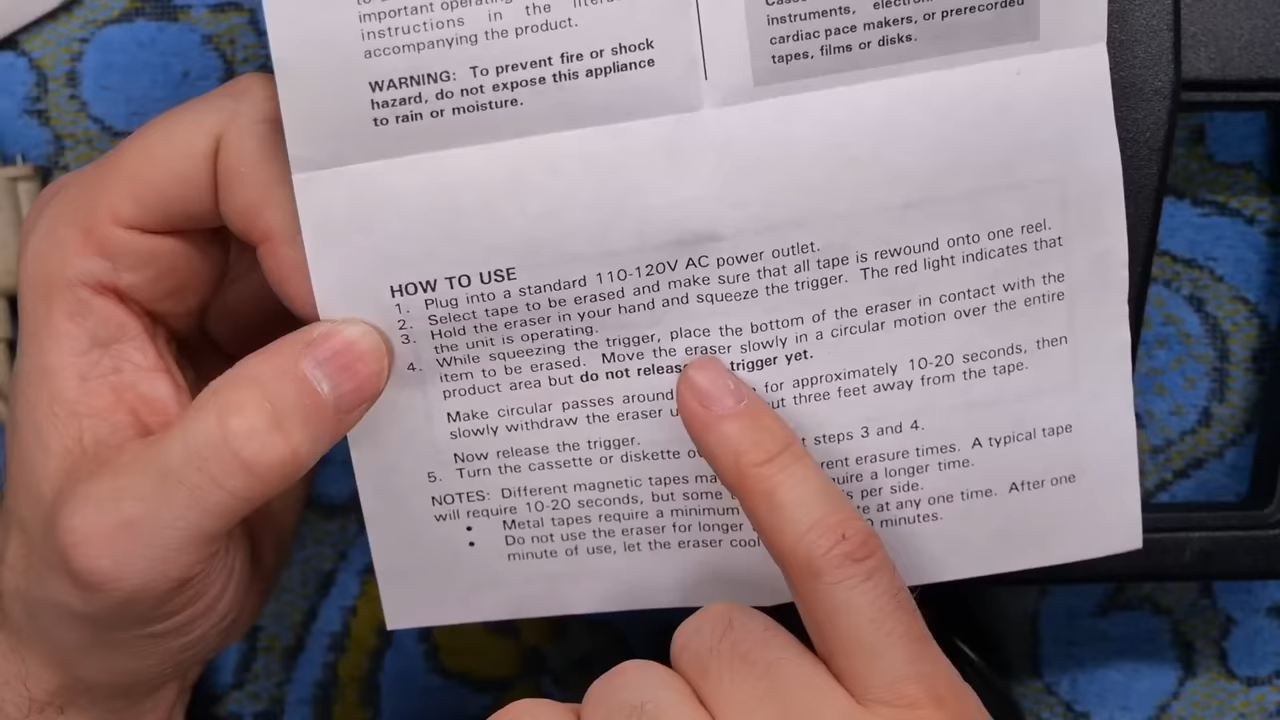 important operating
instructions in the
accompanying the product.
WARNING: To prevent fire or shock
hazard, do not expose this appliance
to rain or moisture.
instruments,
cardiac pace makers, or prerecorded
tapes, films or disks.
HOW TO USE
1. Plug into a standard 110-120V AC power outlet.
2. Select tape to be erased and make sure that all tape is rewound onto one reel.
3. Hold the eraser in your hand and squeeze the trigger. The red light indicates that
the unit is operating.
4. While squeezing the trigger, place the bottom of the eraser in contact with the
item to be erased. Move the eraser slowly in a circular motion over the entire
product area but do not releas trigger yet.
Make circular passes around for approximately 10-20 seconds, then
slowly withdraw the eraser u ut three feet away from the tape.
Now release the trigger.
5. Turn the cassette or diskette o t steps 3 and 4.
NOTES: Different magnetic tapes ma rent erasure times. A typical tape
will require 10-20 seconds, but some uire a longer time.
• Metal tapes require a minimum s per side.
• Do not use the eraser for longer te at any one time. After one
minute of use, let the eraser cool minutes.